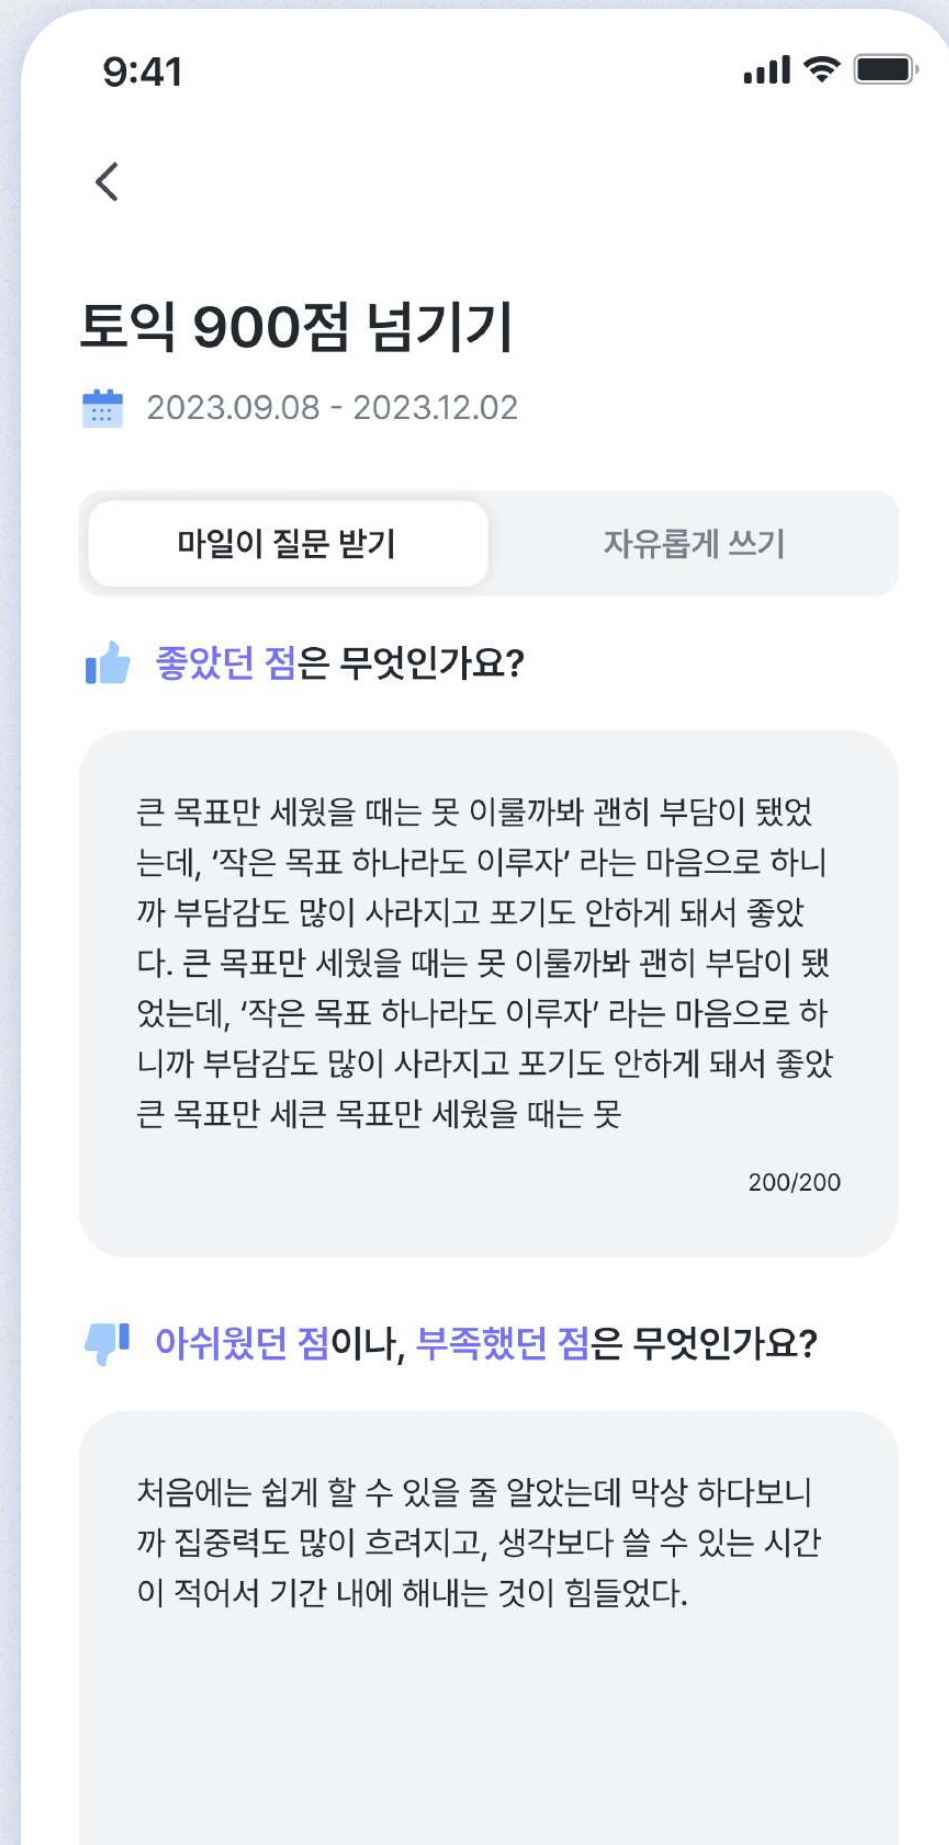 9:41
토익 900점 넘기기
2023.09.08 - 2023.12.02
마일이 질문 받기
자유롭게 쓰기
좋았던 점은 무엇인가요?
큰 목표만 세웠을 때는 못 이룰까봐 괜히 부담이 됐었
는데, ‘작은 목표 하나라도 이루자’ 라는 마음으로 하니
까 부담감도 많이 사라지고 포기도 안하게 돼서 좋았
다. 큰 목표만 세웠을 때는 못 이룰까봐 괜히 부담이 됐
었는데, ‘작은 목표 하나라도 이루자’ 라는 마음으로 하
니까 부담감도 많이 사라지고 포기도 안하게 돼서 좋았
큰 목표만 세큰 목표만 세웠을 때는 못
200/200
아쉬웠던 점이나, 부족했던 점은 무엇인가요?
처음에는 쉽게 할 수 있을 줄 알았는데 막상 하다보니
까 집중력도 많이 흐려지고, 생각보다 쓸 수 있는 시간
이 적어서 기간 내에 해내는 것이 힘들었다.